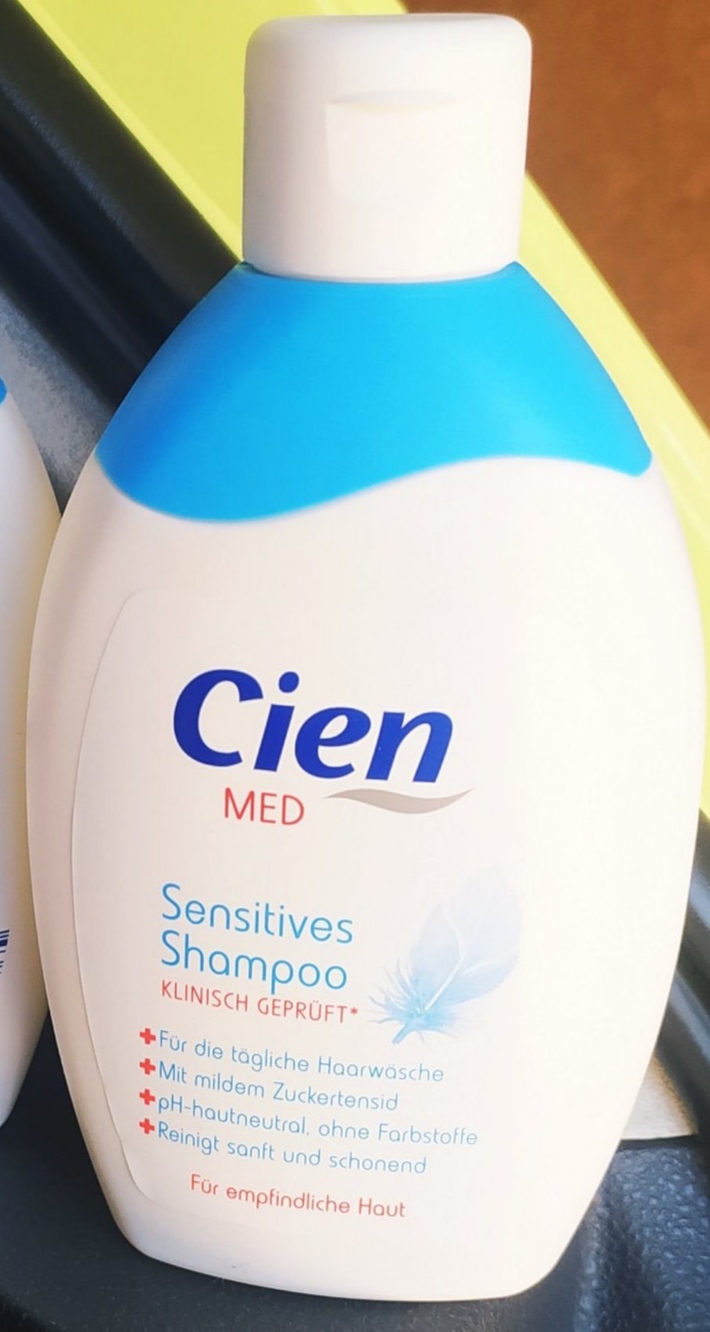 Cien
MED
Sensitives
Shampoo
KLINISCH GEPRÜFT*
+Für die tägliche Haarwäsche
+Mit mildem Zuckertensid
+pH-hautneutral, ohne Farbstoffe
+Reinigt sanft und schonend
Für empfindliche Haut